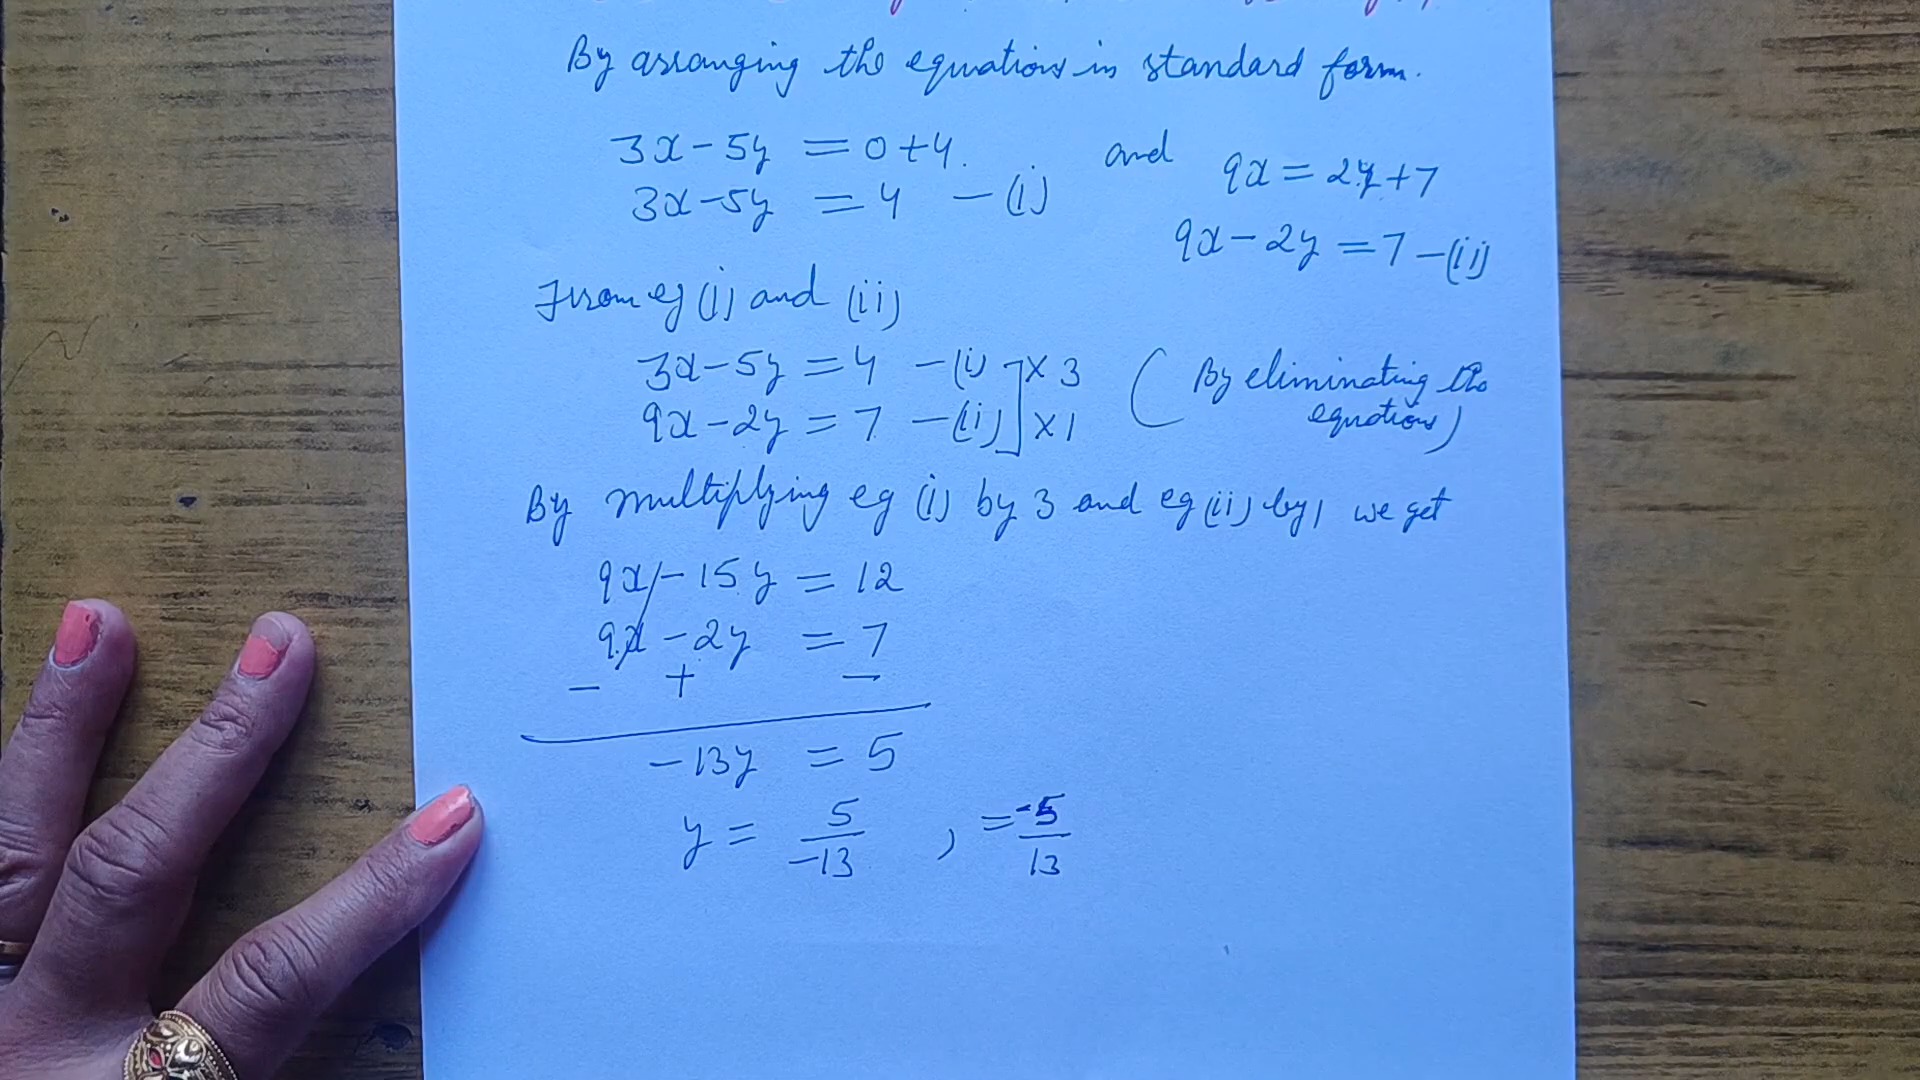 By arranging the equations in standard form.
3x - 5y = 0 + 4. and 9x = 2y + 7
3x - 5y = 4 - (i)
9x - 2y = 7 - (ii)
From eq (i) and (ii)
3x - 5y = 4 - (i) ] × 3 ( By eliminating the
9x - 2y = 7 - (ii) ] × 1 equations)
By multiplying eq (i) by 3 and eq (ii) by 1 we get
9x - 15y = 12
9x - 2y = 7
- + -
-13y = 5
y = 5/-13 , = -5/13